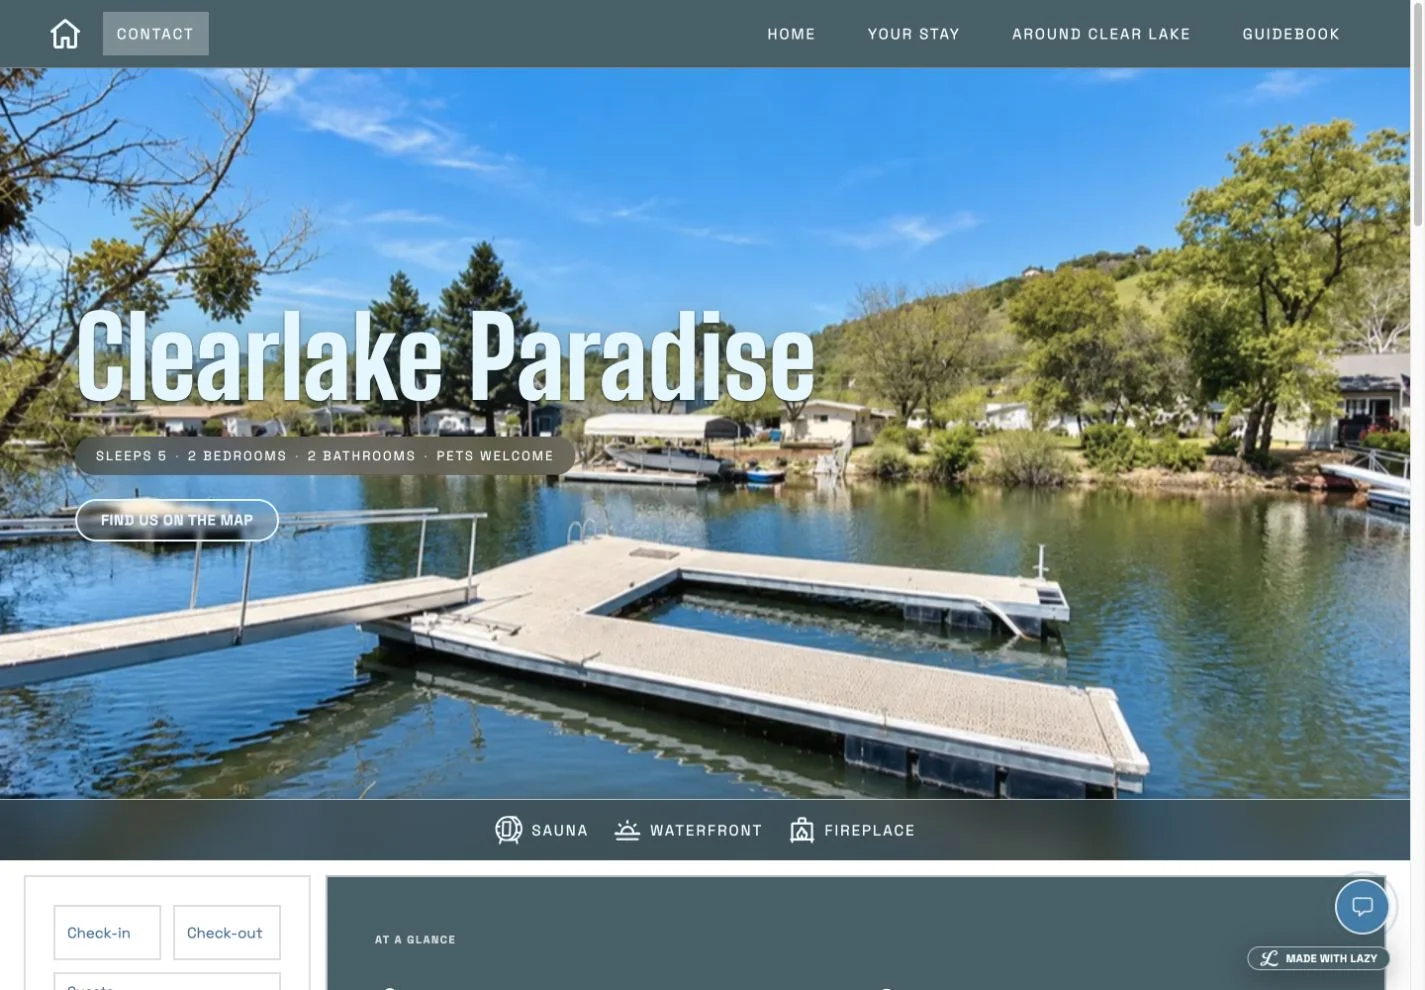 CONTACT
HOME
YOUR STAY
AROUND CLEAR LAKE
GUIDEBOOK
Clearlake Paradise
SLEEPS 5 · 2 BEDROOMS · 2 BATHROOMS · PETS WELCOME
FIND US ON THE MAP
SAUNA
WATERFRONT
FIREPLACE
Check-in
Check-out
AT A GLANCE
MADE WITH LAZY